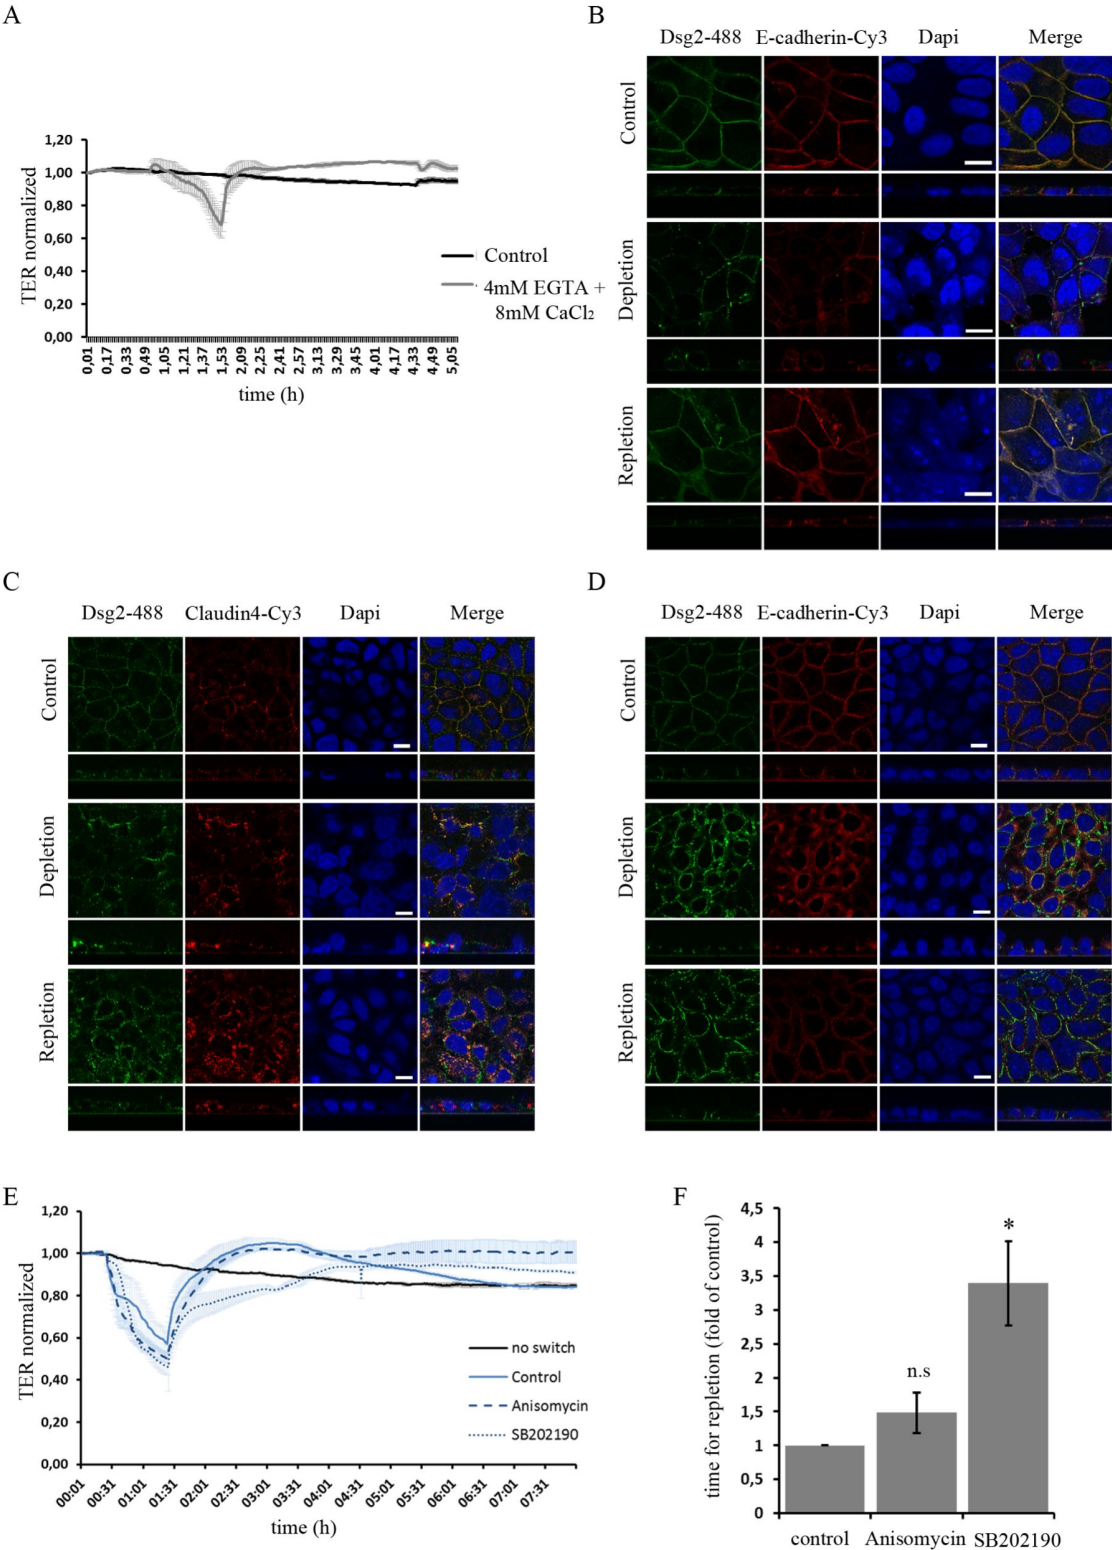 A
1,20
1,00
0,80
0,60
0,40
0,20
0,00
TER normalized
Control
4mM EGTA +
8mM CaCl2
0,01 0,17 0,33 0,49 1,05 1,21 1,37 1,53 2,09 2,25 2,41 2,57 3,13 3,29 3,45 4,01 4,17 4,33 4,49 5,05
time (h)
B
Dsg2-488 E-cadherin-Cy3 Dapi Merge
Control
Depletion
Repletion
C
Dsg2-488 Claudin4-Cy3 Dapi Merge
Control
Depletion
Repletion
D
Dsg2-488 E-cadherin-Cy3 Dapi Merge
Control
Depletion
Repletion
E
1,20
1,00
0,80
0,60
0,40
0,20
0,00
TER normalized
no switch
Control
Anisomycin
SB202190
00:01 00:31 01:01 01:31 02:01 02:31 03:01 03:31 04:01 04:31 05:01 05:31 06:01 06:31 07:01 07:31
time (h)
F
4,5
4
3,5
3
2,5
2
1,5
1
0,5
0
time for repletion (fold of control)
n.s
*
control Anisomycin SB202190